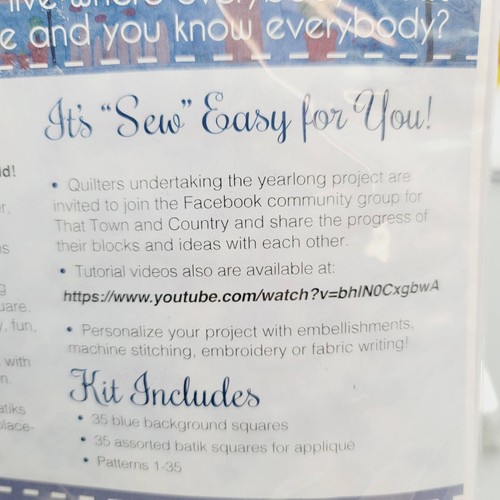 e and you know everybody?
It's "Sew" Easy for You!
• Quilters undertaking the yearlong project are
invited to join the Facebook community group for
That Town and Country and share the progress of
their blocks and ideas with each other.
• Tutorial videos also are available at:
https://www.youtube.com/watch?v=bhlN0CxgbwA
• Personalize your project with embellishments,
machine stitching, embroidery or fabric writing!
with
Kit Includes
• 35 blue background squares
• 35 assorted batik squares for appliqué
• Patterns 1-35